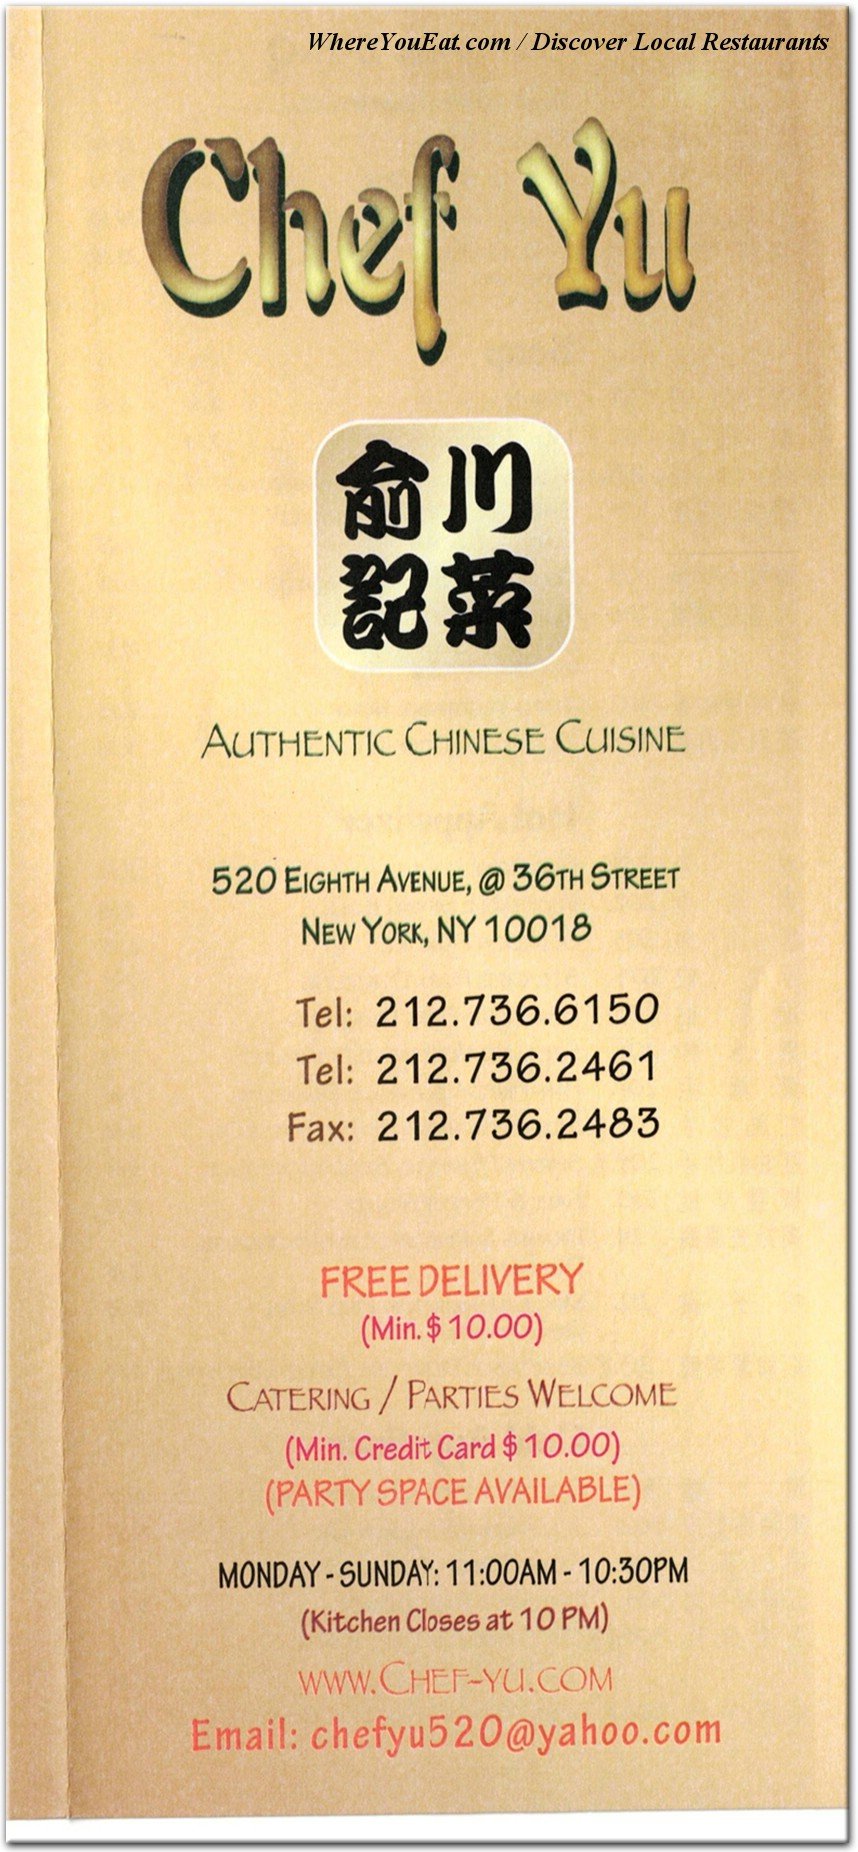 WhereYouEat.com / Discover Local Restaurants
Chef Yu
俞川
記菜
AUTHENTIC CHINESE CUISINE
520 EIGHTH AVENUE, @ 36TH STREET
NEW YORK, NY 10018
Tel: 212.736.6150
Tel: 212.736.2461
Fax: 212.736.2483
FREE DELIVERY
(Min. $ 10.00)
CATERING / PARTIES WELCOME
(Min. Credit Card $ 10.00)
(PARTY SPACE AVAILABLE)
MONDAY - SUNDAY: 11:00AM - 10:30PM
(Kitchen Closes at 10 PM)
WWW.CHEF-YU.COM
Email: chefyu520@yahoo.com